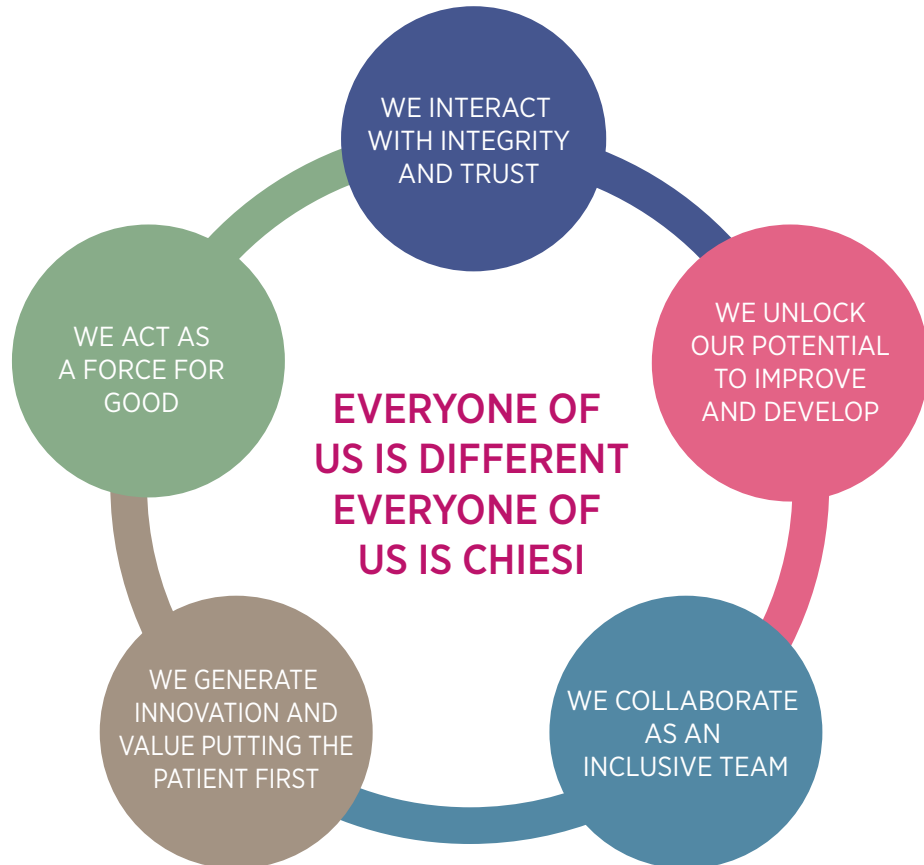 WE INTERACT
WITH INTEGRITY
AND TRUST
WE UNLOCK
OUR POTENTIAL
TO IMPROVE
AND DEVELOP
WE COLLABORATE
AS AN
INCLUSIVE TEAM
WE GENERATE
INNOVATION AND
VALUE PUTTING THE
PATIENT FIRST
WE ACT AS
A FORCE FOR
GOOD
EVERYONE OF
US IS DIFFERENT
EVERYONE OF
US IS CHIESI